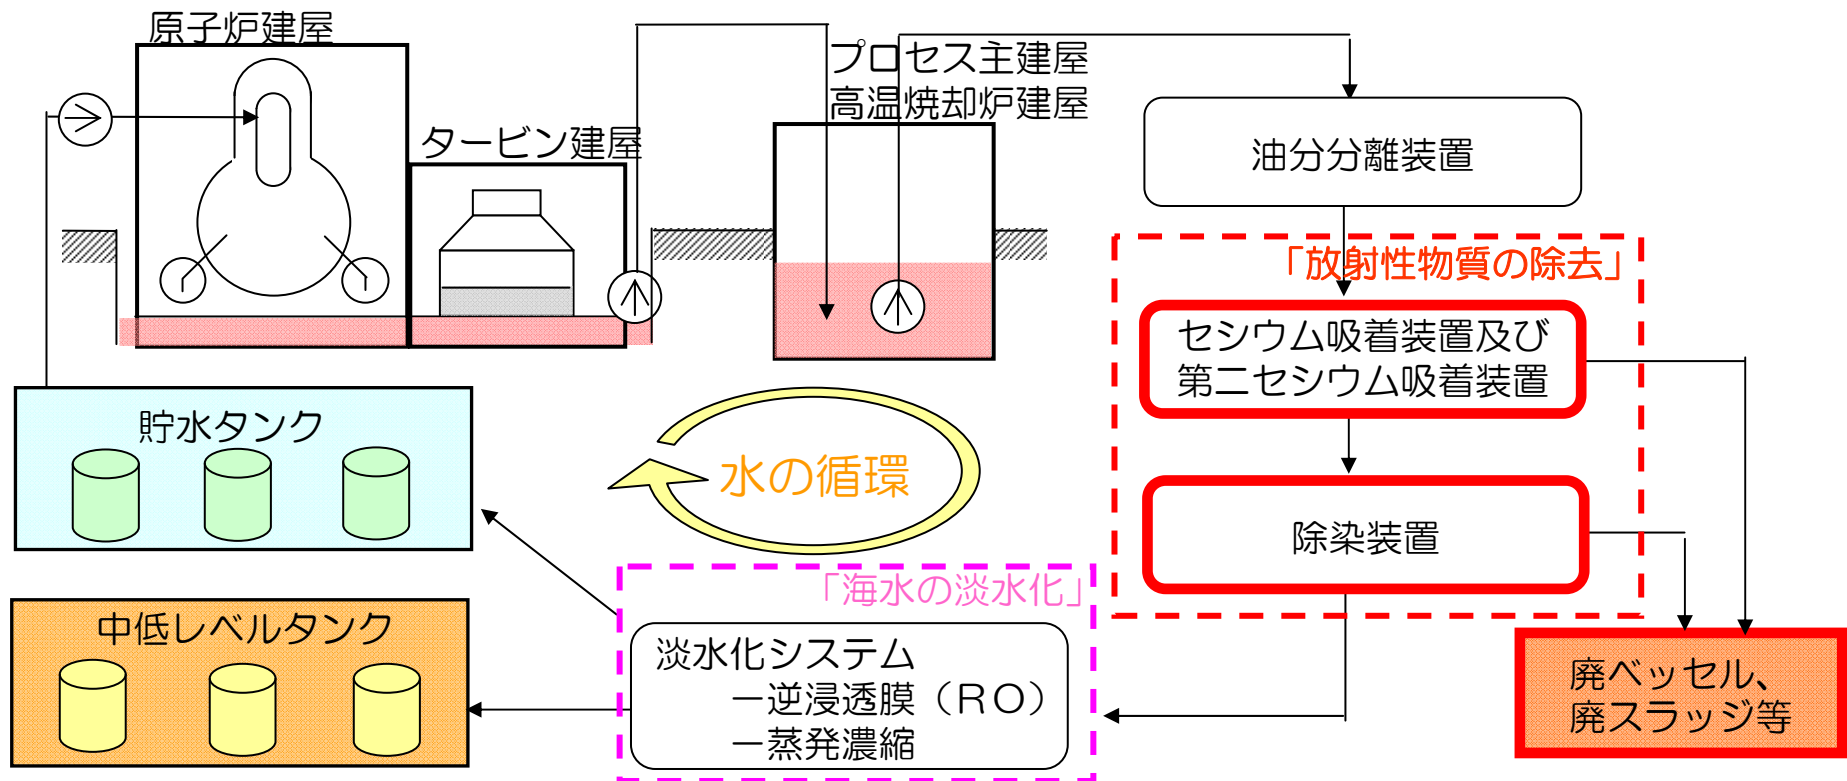 原子炉建屋
タービン建屋
プロセス主建屋
高温焼却炉建屋
油分分離装置
「放射性物質の除去」
セシウム吸着装置及び
第二セシウム吸着装置
除染装置
廃ベッセル、
廃スラッジ等
水の循環
「海水の淡水化」
淡水化システム
－逆浸透膜（ＲＯ）
－蒸発濃縮
貯水タンク
中低レベルタンク